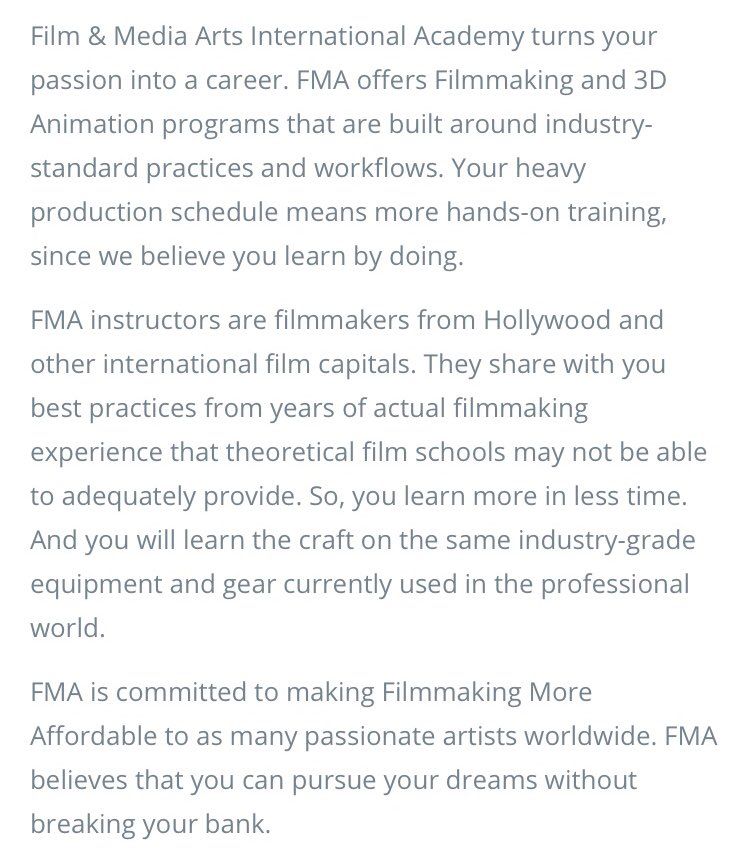 Film & Media Arts International Academy turns your
passion into a career. FMA offers Filmmaking and 3D
Animation programs that are built around industry-
standard practices and workflows. Your heavy
production schedule means more hands-on training,
since we believe you learn by doing.
FMA instructors are filmmakers from Hollywood and
other international film capitals. They share with you
best practices from years of actual filmmaking
experience that theoretical film schools may not be able
to adequately provide. So, you learn more in less time.
And you will learn the craft on the same industry-grade
equipment and gear currently used in the professional
world.
FMA is committed to making Filmmaking More
Affordable to as many passionate artists worldwide. FMA
believes that you can pursue your dreams without
breaking your bank.